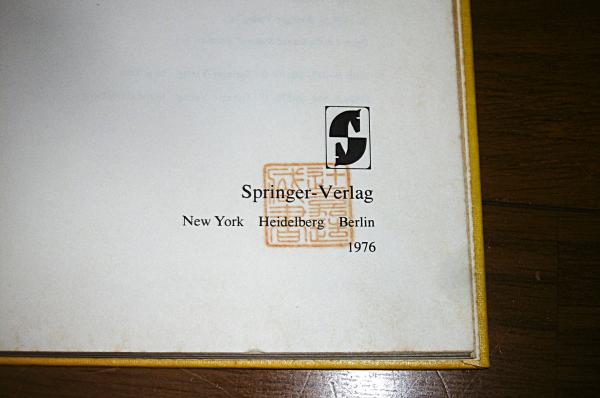 Springer-Verlag
New York Heidelberg Berlin
1976